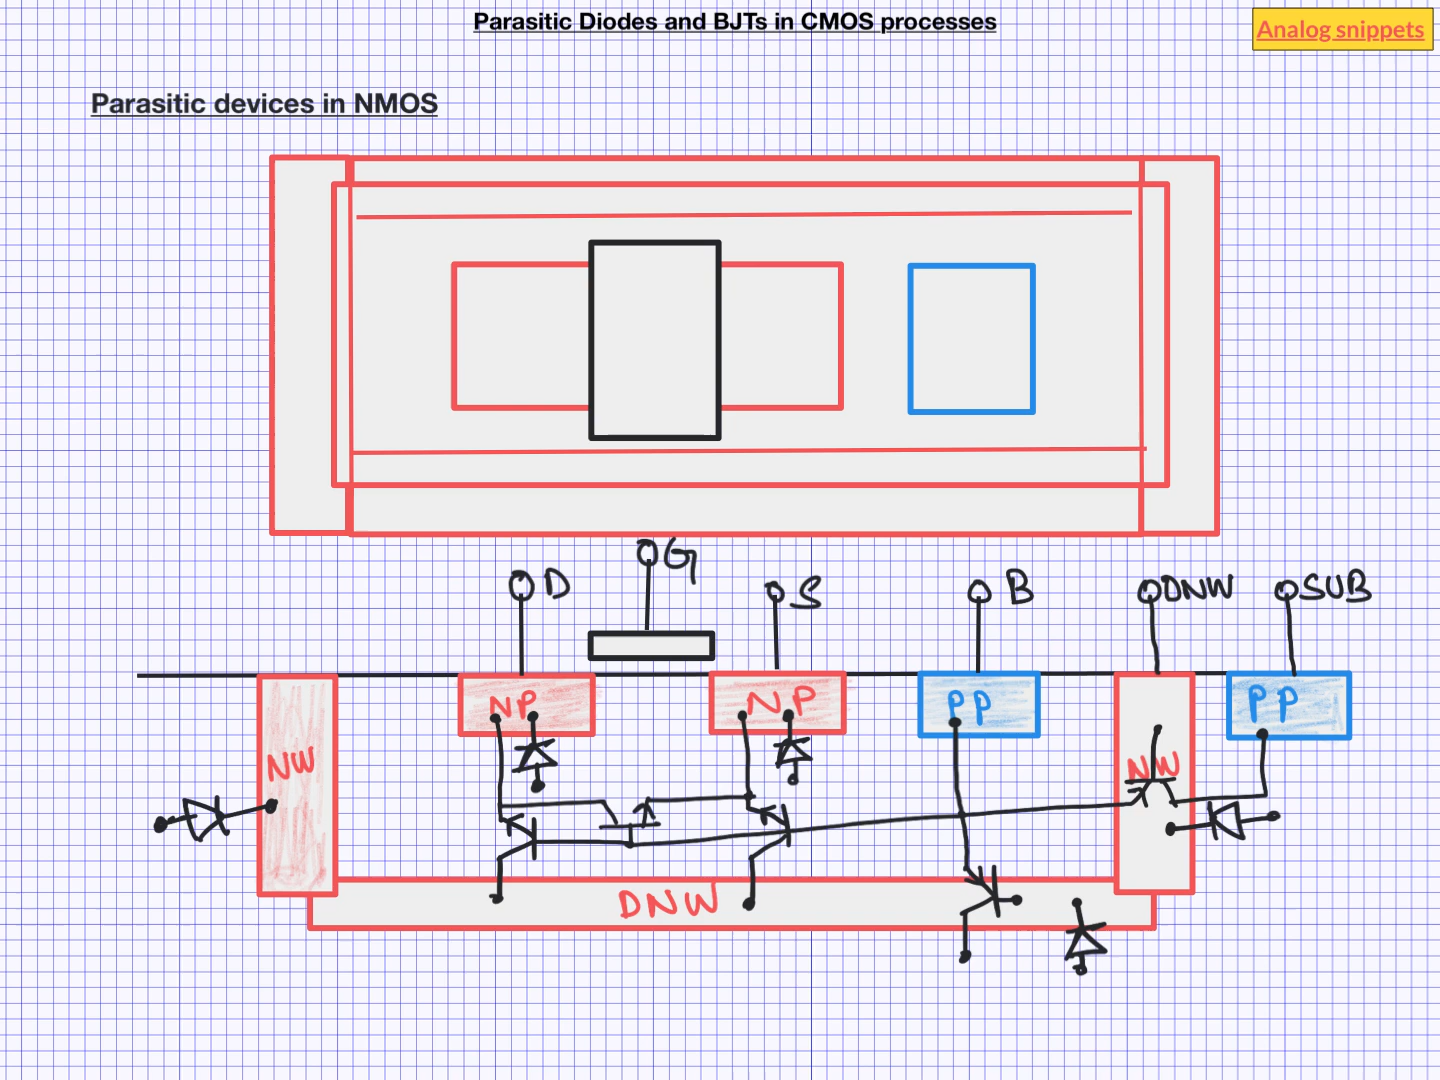 Parasitic Diodes and BJTs in CMOS processes
Analog snippets
Parasitic devices in NMOS
G
D
S
B
DNW
SUB
NP
NP
PP
PP
NW
NW
DNW